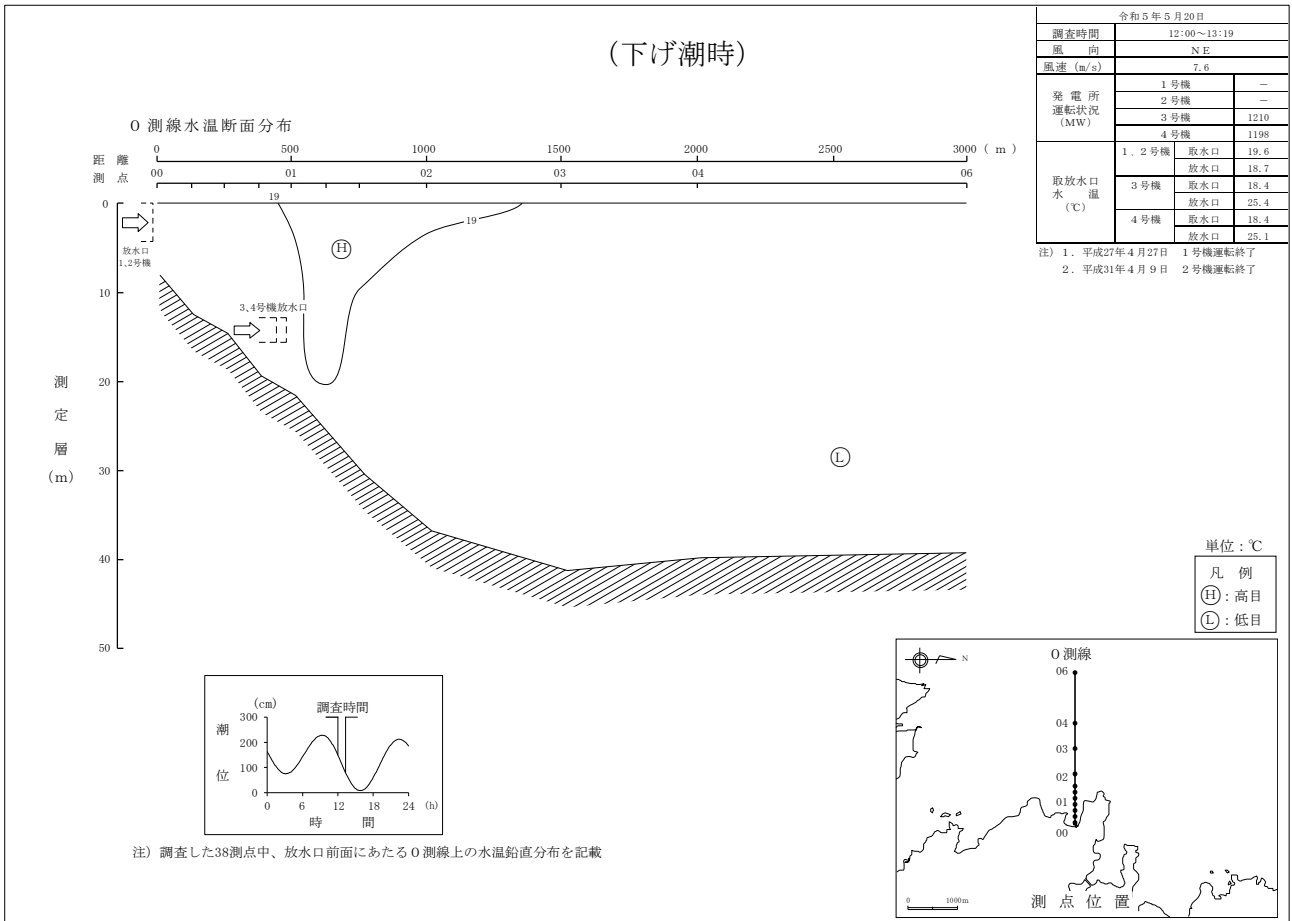 (下げ潮時)
令和5年5月20日
調査時間 12:00～13:19
風 向 NE
風速(m/s) 7.6
発電所運転状況(MW) 1号機 －
2号機 －
3号機 1210
4号機 1198
取放水口水温(℃) 1、2号機 取水口 19.6
放水口 18.7
3号機 取水口 18.4
放水口 25.4
4号機 取水口 18.4
放水口 25.1
注) 1. 平成27年4月27日 1号機運転終了
2. 平成31年4月9日 2号機運転終了
0測線水温断面分布
距離 0 500 1000 1500 2000 2500 3000 (m)
測点 00 01 02 03 04 06
19
19
H
L
放水口
1,2号機
3、4号機放水口
測定層(m)
0
10
20
30
40
50
単位:℃
凡 例
H:高目
L:低目
(cm) 調査時間
潮位
300
200
100
0
0 6 12 18 24 (h)
時 間
注) 調査した38測点中、放水口前面にあたる0測線上の水温鉛直分布を記載
N
0測線
06
04
03
02
01
00
0 1000m
測点位置